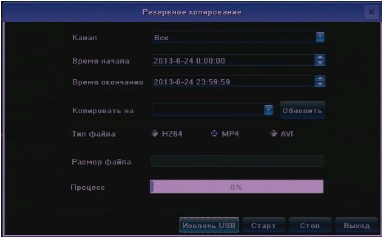 Резервное копирование
Канал Все
Время начала 2013-6-24 0:00:00
Время окончания 2013-6-24 23:59:59
Копировать на Обновить
Тип файла H264 MP4 AVI
Размер файла
Процесс 0%
Извлечь USB Старт Стоп Выход